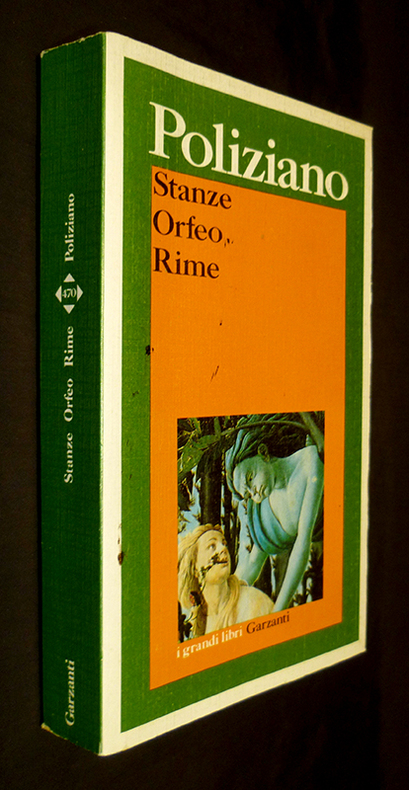 Poliziano
Stanze
Orfeo
Rime
i grandi libri Garzanti
Stanze Orfeo Rime 470 Poliziano
Garzanti